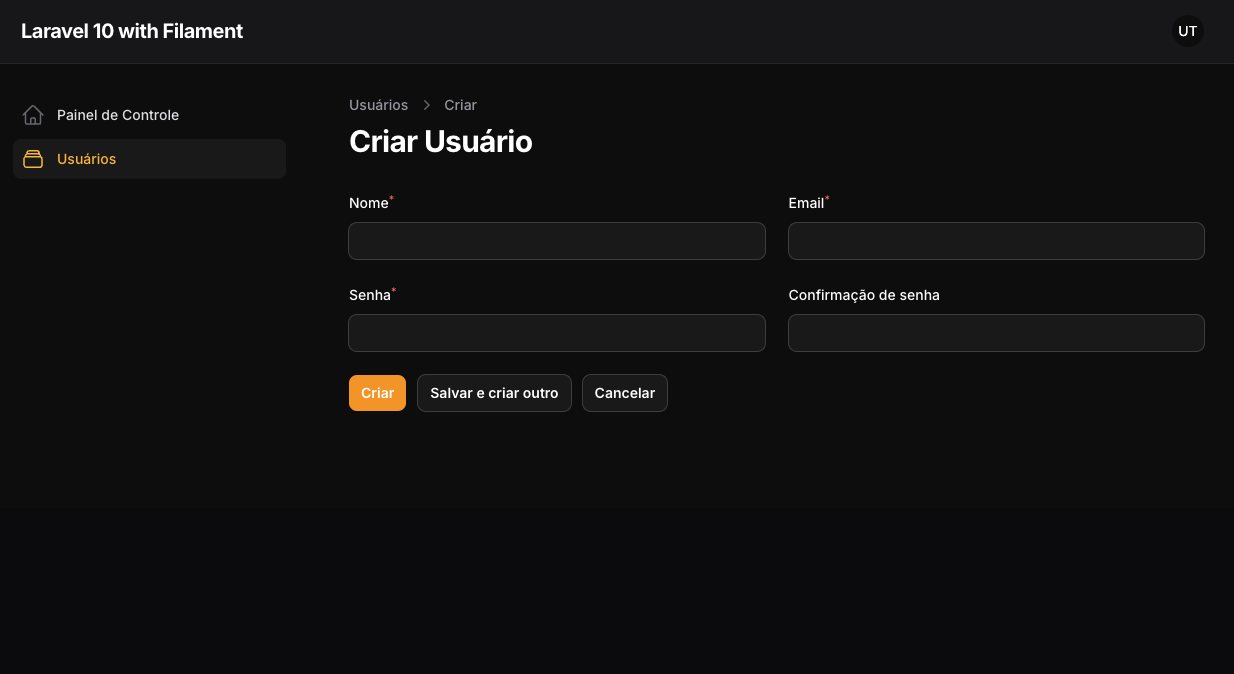 Laravel 10 with Filament
UT
Painel de Controle
Usuários
Usuários > Criar
Criar Usuário
Nome*
Email*
Senha*
Confirmação de senha
Criar
Salvar e criar outro
Cancelar